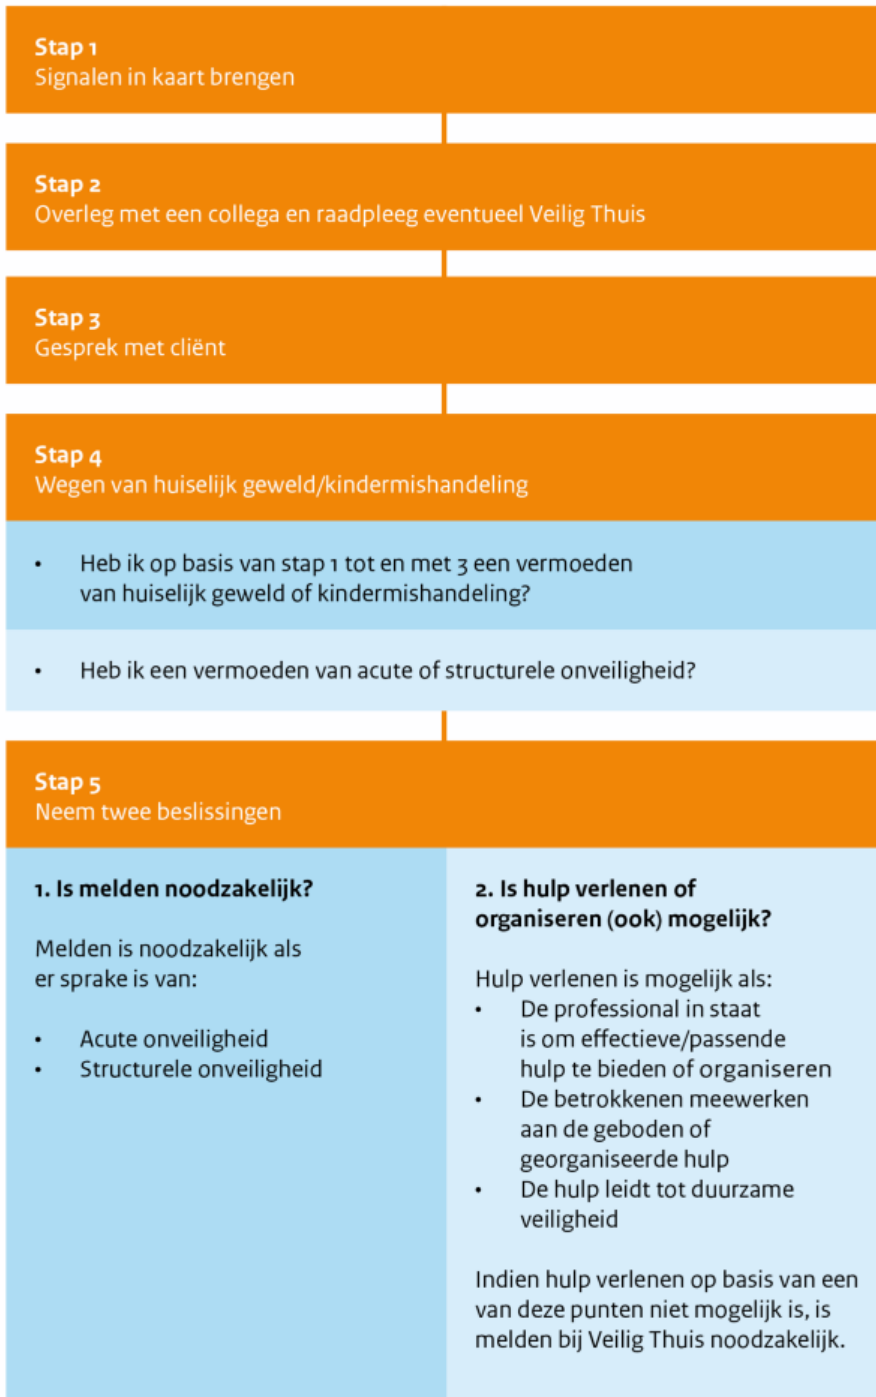 Stap 1
Signalen in kaart brengen
Stap 2
Overleg met een collega en raadpleeg eventueel Veilig Thuis
Stap 3
Gesprek met cliënt
Stap 4
Wegen van huiselijk geweld/kindermishandeling
• Heb ik op basis van stap 1 tot en met 3 een vermoeden
van huiselijk geweld of kindermishandeling?
• Heb ik een vermoeden van acute of structurele onveiligheid?
Stap 5
Neem twee beslissingen
1. Is melden noodzakelijk?
Melden is noodzakelijk als
er sprake is van:
• Acute onveiligheid
• Structurele onveiligheid
2. Is hulp verlenen of
organiseren (ook) mogelijk?
Hulp verlenen is mogelijk als:
• De professional in staat
is om effectieve/passende
hulp te bieden of organiseren
• De betrokkenen meewerken
aan de geboden of
georganiseerde hulp
• De hulp leidt tot duurzame
veiligheid
Indien hulp verlenen op basis van een
van deze punten niet mogelijk is, is
melden bij Veilig Thuis noodzakelijk.